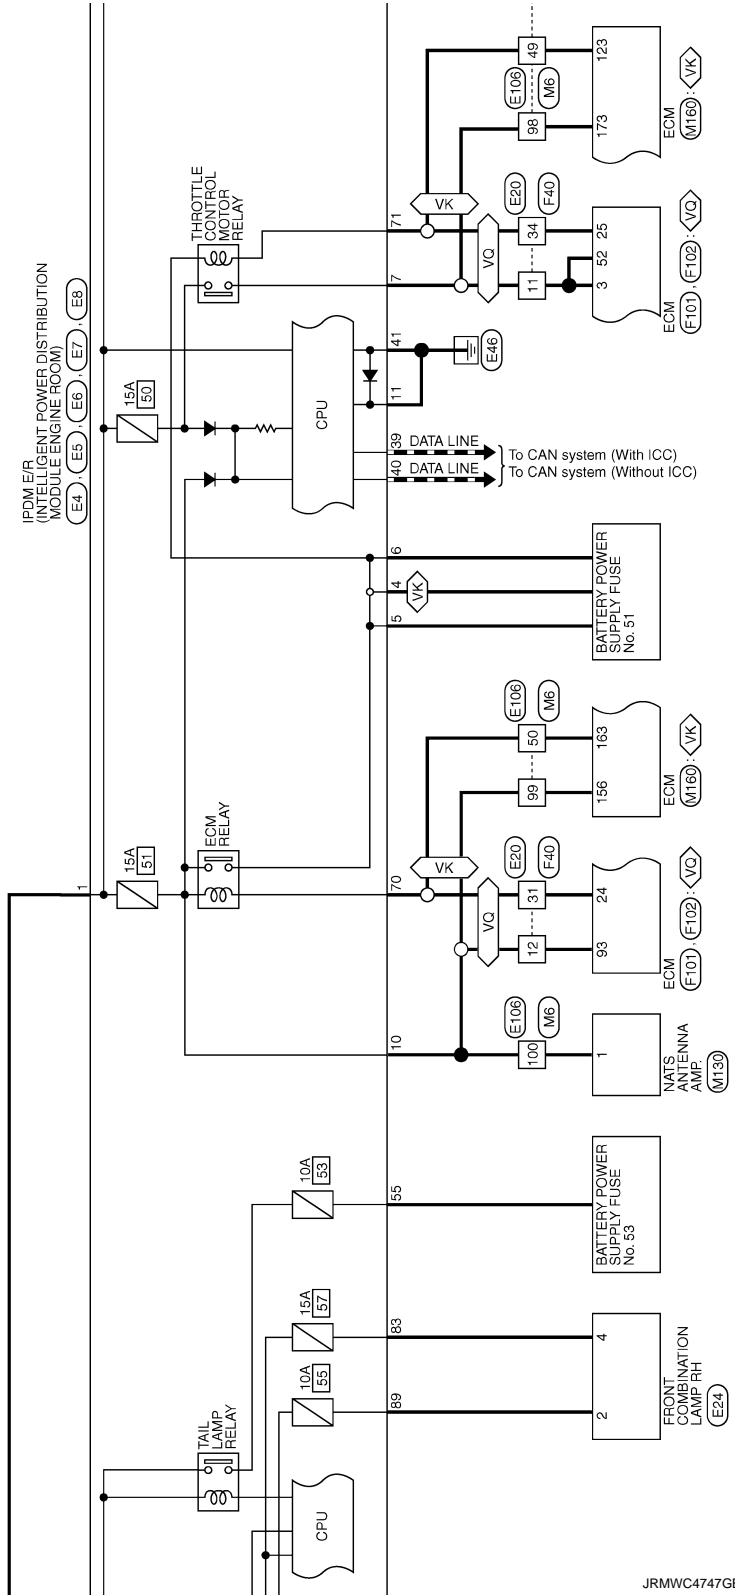 IPDM E/R
(INTELLIGENT POWER DISTRIBUTION
MODULE ENGINE ROOM)
E4 , E5 , E6 , E7 , E8
1
TAIL
LAMP
RELAY
CPU
10A
55
15A
57
10A
53
89
83
55
2
4
FRONT
COMBINATION
LAMP RH
E24
BATTERY POWER
SUPPLY FUSE
No. 53
15A
51
ECM
RELAY
10
70
VK
VQ
E106
M6
100
1
NATS
ANTENNA
AMP.
M130
E20
F40
12
31
93
24
ECM
F101 , F102 : VQ
E106
M6
99
50
156
163
ECM
M160 : VK
5
4
6
VK
BATTERY POWER
SUPPLY FUSE
No. 51
15A
50
CPU
40
39
DATA LINE
DATA LINE
To CAN system (With ICC)
To CAN system (Without ICC)
11
41
E46
THROTTLE
CONTROL
MOTOR
RELAY
7
71
VK
VQ
E20
F40
11
34
3
52
25
ECM
F101 , F102 : VQ
E106
M6
98
49
173
123
ECM
M160 : VK